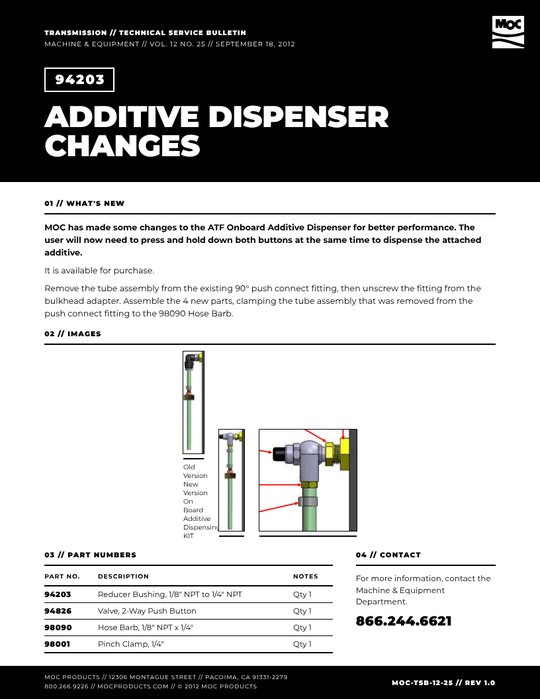 TRANSMISSION // TECHNICAL SERVICE BULLETIN
MACHINE & EQUIPMENT // VOL. 12 NO. 25 // SEPTEMBER 18, 2012
MOC
94203
ADDITIVE DISPENSER
CHANGES
01 // WHAT'S NEW
MOC has made some changes to the ATF Onboard Additive Dispenser for better performance. The
user will now need to press and hold down both buttons at the same time to dispense the attached
additive.
It is available for purchase.
Remove the tube assembly from the existing 90° push connect fitting, then unscrew the fitting from the
bulkhead adapter. Assemble the 4 new parts, clamping the tube assembly that was removed from the
push connect fitting to the 98090 Hose Barb.
02 // IMAGES
Old
Version
New
Version
On
Board
Additive
Dispensing
KIT
03 // PART NUMBERS
PART NO. DESCRIPTION NOTES
94203 Reducer Bushing, 1/8" NPT to 1/4" NPT Qty 1
94826 Valve, 2-Way Push Button Qty 1
98090 Hose Barb, 1/8" NPT x 1/4" Qty 1
98001 Pinch Clamp, 1/4" Qty 1
04 // CONTACT
For more information, contact the
Machine & Equipment
Department.
866.244.6621
MOC PRODUCTS // 12306 MONTAGUE STREET // PACOIMA, CA 91331-2279
800.266.9226 // MOCPRODUCTS.COM // © 2012 MOC PRODUCTS
MOC-TSB-12-25 // REV 1.0